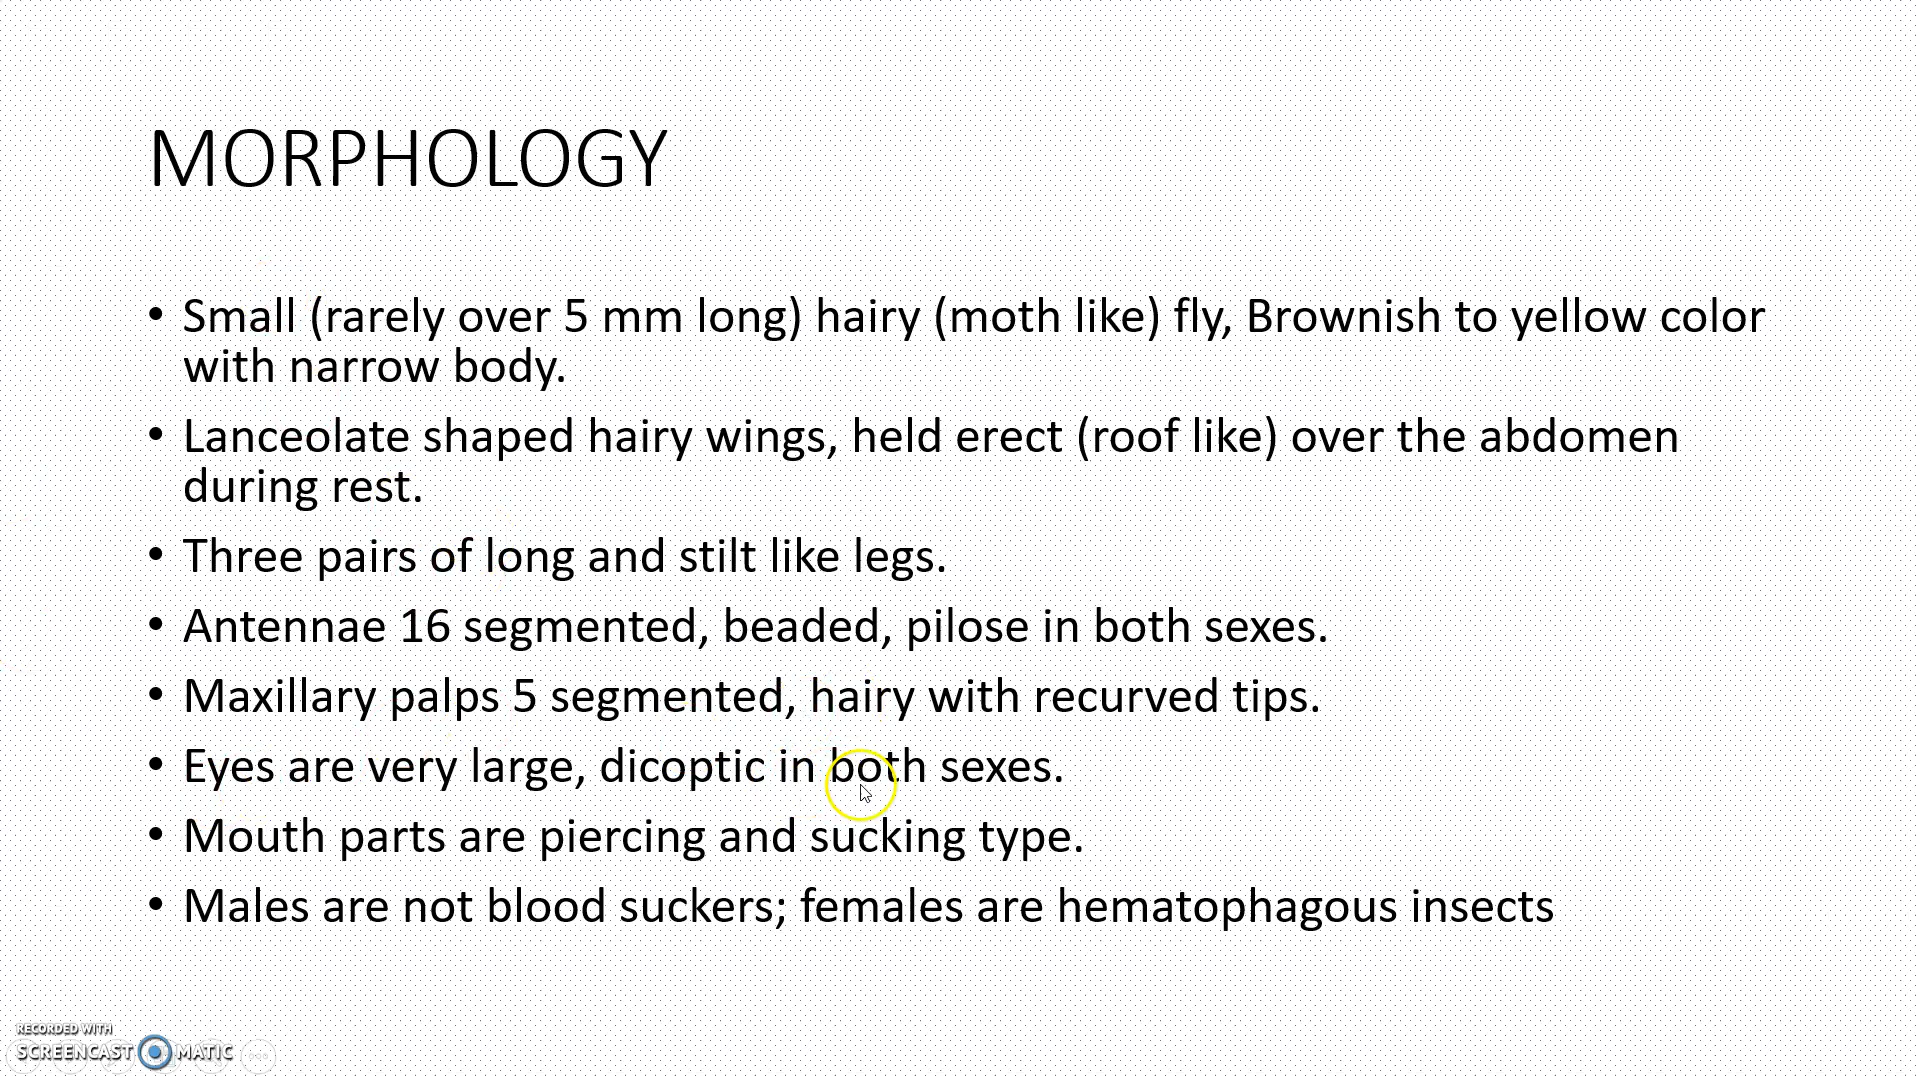 MORPHOLOGY
• Small (rarely over 5 mm long) hairy (moth like) fly, Brownish to yellow color
with narrow body.
• Lanceolate shaped hairy wings, held erect (roof like) over the abdomen
during rest.
• Three pairs of long and stilt like legs.
• Antennae 16 segmented, beaded, pilose in both sexes.
• Maxillary palps 5 segmented, hairy with recurved tips.
• Eyes are very large, dicoptic in both sexes.
• Mouth parts are piercing and sucking type.
• Males are not blood suckers; females are hematophagous insects
RECORDED WITH
SCREENCAST MATIC